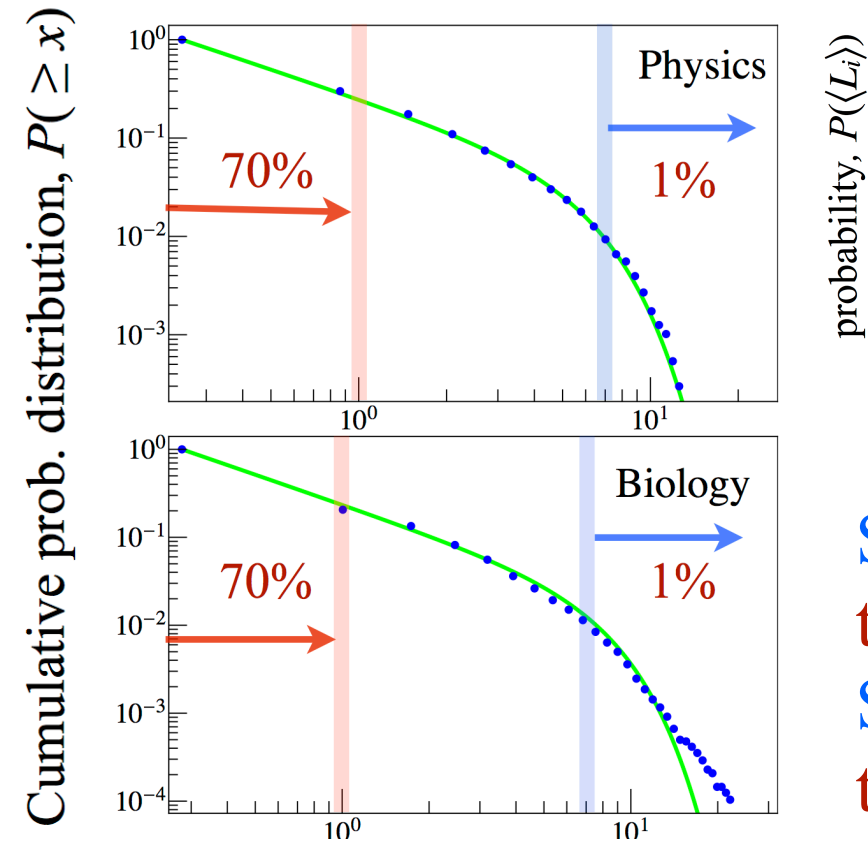 Cumulative prob. distribution, P( ≥ x)
10⁰
10⁻¹
10⁻²
10⁻³
Physics
70%
1%
10⁰
10¹
10⁰
10⁻¹
10⁻²
10⁻³
10⁻⁴
Biology
70%
1%
10⁰
10¹
probability, P(⟨Lᵢ⟩)
t
t